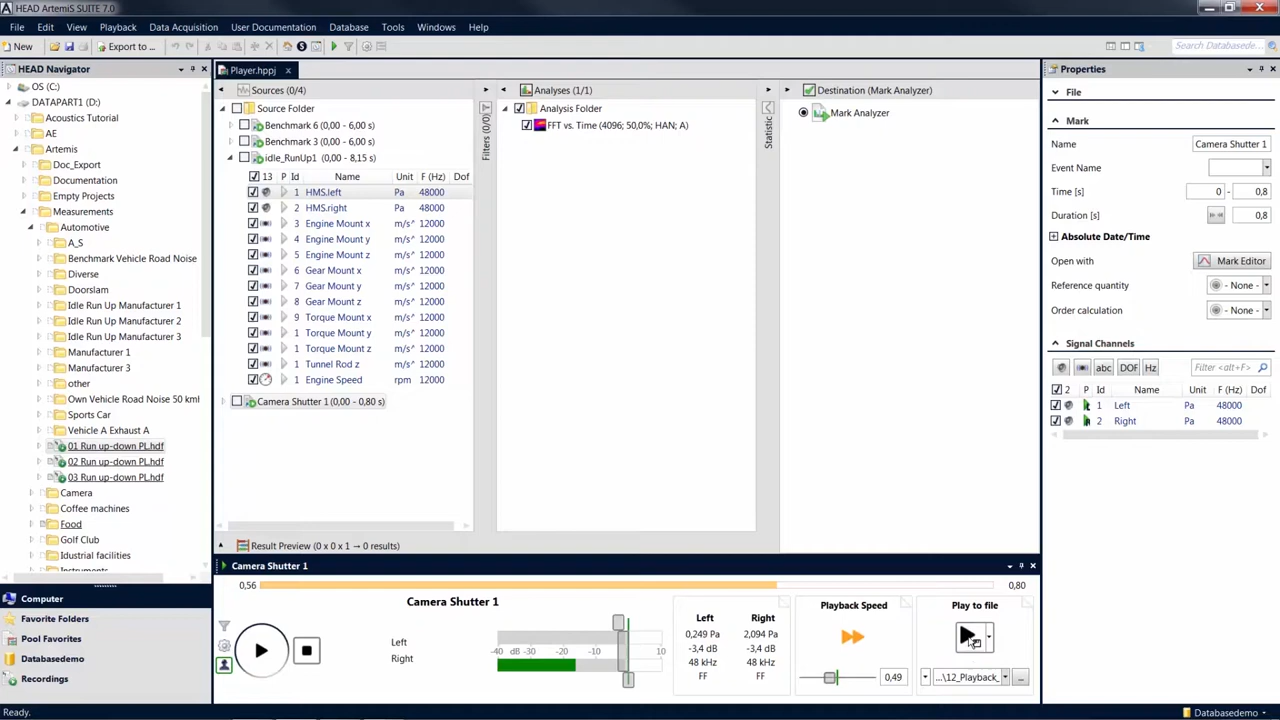 HEAD ArtemiS SUITE 7.0
File Edit View Playback Data Acquisition User Documentation Database Tools Windows Help
New Export to ... Search Databasede...
HEAD Navigator
OS (C:)
DATAPART1 (D:)
Acoustics Tutorial
AE
Artemis
Doc_Export
Documentation
Empty Projects
Measurements
Automotive
A_S
Benchmark Vehicle Road Noise
Diverse
Doorslam
Idle Run Up Manufacturer 1
Idle Run Up Manufacturer 2
Idle Run Up Manufacturer 3
Manufacturer 1
Manufacturer 3
other
Own Vehicle Road Noise 50 kmh
Sports Car
Vehicle A Exhaust A
01 Run up-down PL.hdf
02 Run up-down PL.hdf
03 Run up-down PL.hdf
Camera
Coffee machines
Food
Golf Club
Idustrial facilities
Instruments
Computer
Favorite Folders
Pool Favorites
Databasedemo
Recordings
Ready.
Player.hppj
Sources (0/4)
Source Folder
Benchmark 6 (0,00 - 6,00 s)
Benchmark 3 (0,00 - 6,00 s)
idle_RunUp1 (0,00 - 8,15 s)
13 P Id Name Unit F (Hz) Dof
1 HMS.left Pa 48000
2 HMS.right Pa 48000
3 Engine Mount x m/s^ 12000
4 Engine Mount y m/s^ 12000
5 Engine Mount z m/s^ 12000
6 Gear Mount x m/s^ 12000
7 Gear Mount y m/s^ 12000
8 Gear Mount z m/s^ 12000
9 Torque Mount x m/s^ 12000
1 Torque Mount y m/s^ 12000
1 Torque Mount z m/s^ 12000
1 Tunnel Rod z m/s^ 12000
1 Engine Speed rpm 12000
Camera Shutter 1 (0,00 - 0,80 s)
Filters (0/0)
Analyses (1/1)
Analysis Folder
FFT vs. Time (4096; 50,0%; HAN; A)
Statistic
Destination (Mark Analyzer)
Mark Analyzer
Result Preview (0 x 0 x 1 → 0 results)
Camera Shutter 1
0,56 0,80
Camera Shutter 1
Left
Right
-40 dB -30 -20 -10 0 10
Left Right
0,249 Pa 2,094 Pa
-3,4 dB -3,4 dB
48 kHz 48 kHz
FF FF
Playback Speed
0,49
Play to file
...\12_Playback_
...
Properties
File
Mark
Name Camera Shutter 1
Event Name
Time [s] 0 - 0,8
Duration [s] 0,8
Absolute Date/Time
Open with Mark Editor
Reference quantity - None -
Order calculation - None -
Signal Channels
abc DOF Hz Filter <alt+F>
2 P Id Name Unit F (Hz) Dof
1 Left Pa 48000
2 Right Pa 48000
Databasedemo